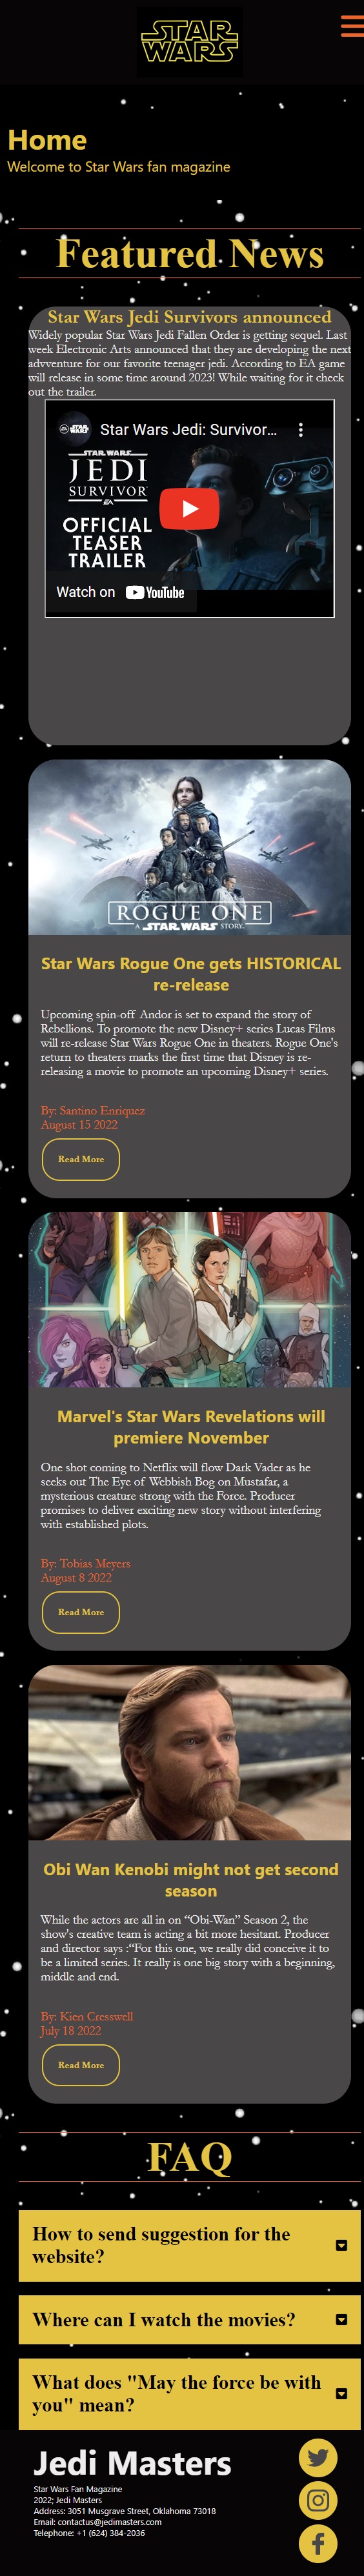 STAR
WARS
Home
Welcome to Star Wars fan magazine
Featured News
Star Wars Jedi Survivors announced
Widely popular Star Wars Jedi Fallen Order is getting sequel. Last
week Electronic Arts announced that they are developing the next
advventure for our favorite teenager jedi. According to EA game
will release in some time around 2023! While waiting for it check
out the trailer.
EA STAR WARS
Star Wars Jedi: Survivor...
STAR WARS
JEDI
SURVIVOR
EA
OFFICIAL
TEASER
TRAILER
Watch on YouTube
ROGUE ONE
A STAR WARS STORY
Star Wars Rogue One gets HISTORICAL
re-release
Upcoming spin-off Andor is set to expand the story of
Rebellions. To promote the new Disney+ series Lucas Films
will re-release Star Wars Rogue One in theaters. Rogue One's
return to theaters marks the first time that Disney is re-
releasing a movie to promote an upcoming Disney+ series.
By: Santino Enriquez
August 15 2022
Read More
Marvel's Star Wars Revelations will
premiere November
One shot coming to Netflix will flow Dark Vader as he
seeks out The Eye of Webbish Bog on Mustafar, a
mysterious creature strong with the Force. Producer
promises to deliver exciting new story without interfering
with established plots.
By: Tobias Meyers
August 8 2022
Read More
Obi Wan Kenobi might not get second
season
While the actors are all in on “Obi-Wan” Season 2, the
show's creative team is acting a bit more hesitant. Producer
and director says :“For this one, we really did conceive it to
be a limited series. It really is one big story with a beginning,
middle and end.
By: Kien Cresswell
July 18 2022
Read More
FAQ
How to send suggestion for the
website?
Where can I watch the movies?
What does "May the force be with
you" mean?
Jedi Masters
Star Wars Fan Magazine
2022; Jedi Masters
Address: 3051 Musgrave Street, Oklahoma 73018
Email: contactus@jedimasters.com
Telephone: +1 (624) 384-2036